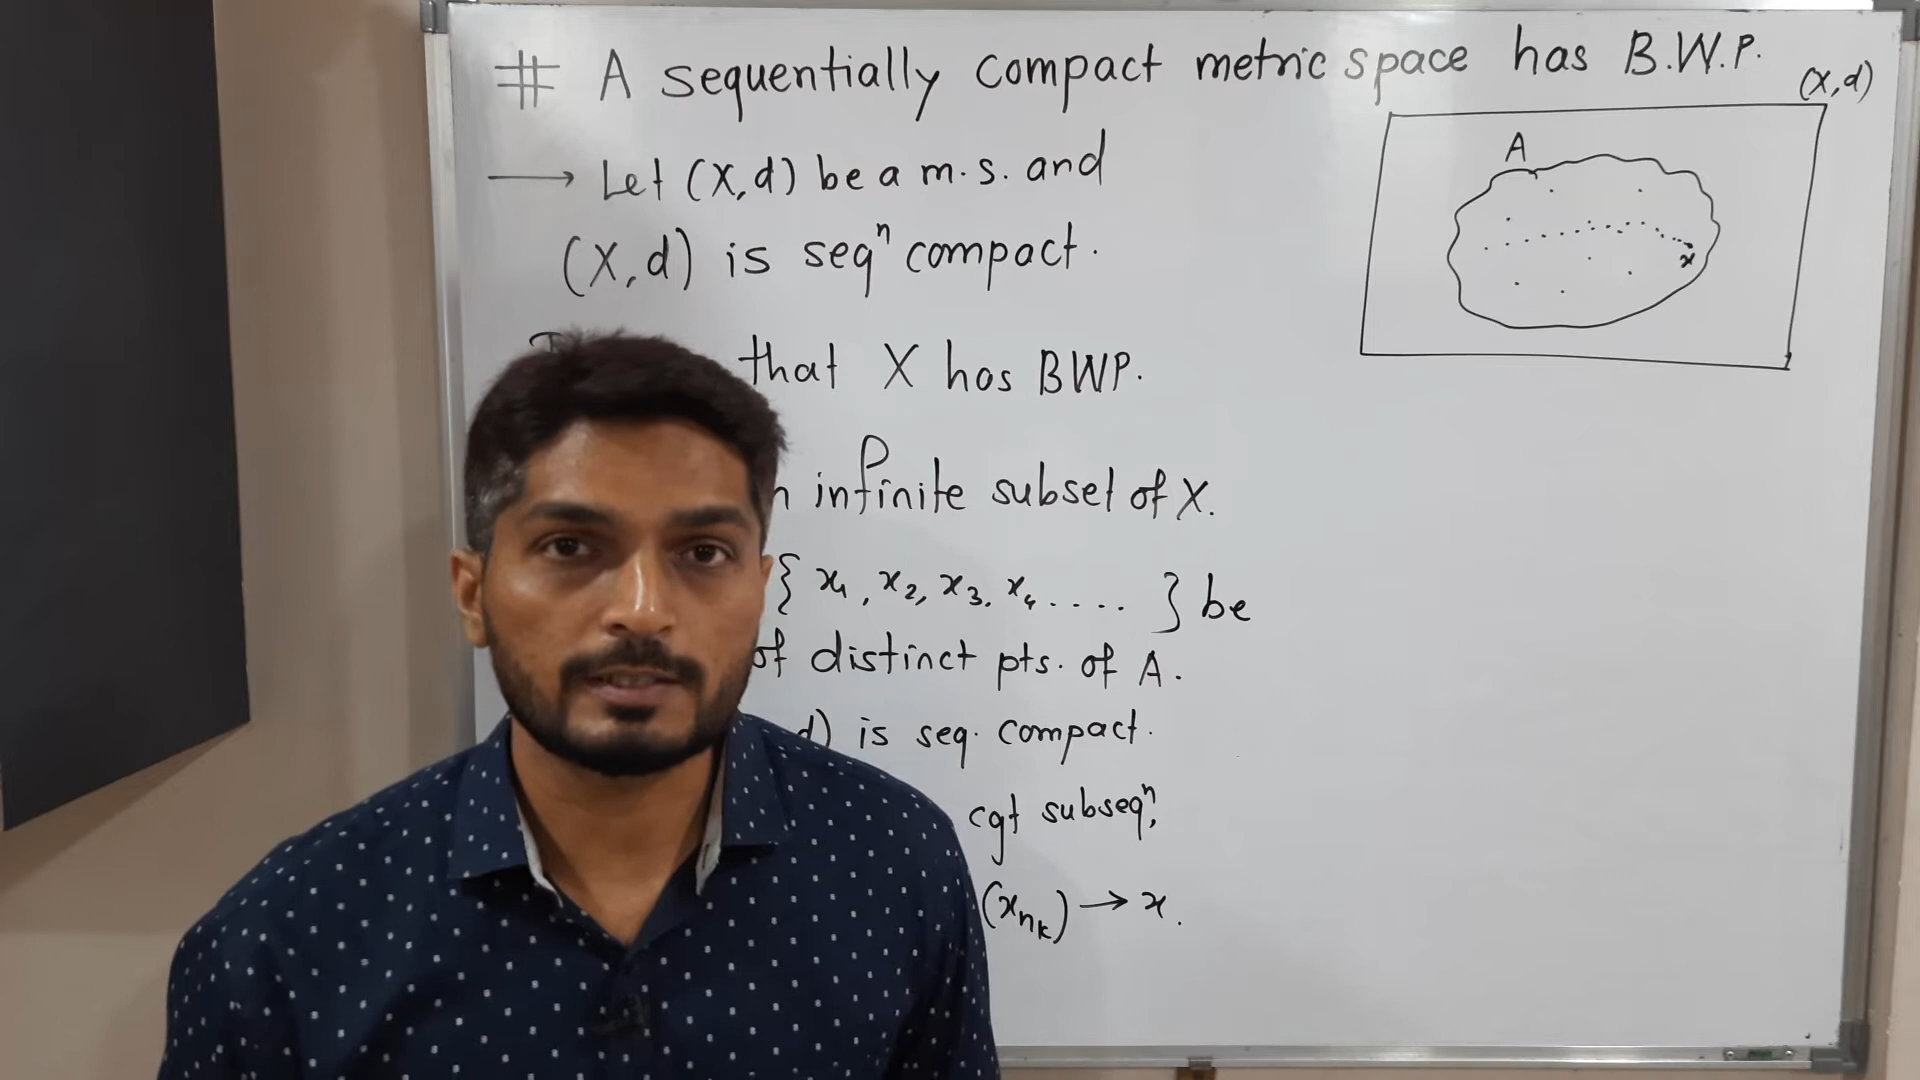 # A sequentially compact metric space has B.W.P.
(X,d)
A
x
→ Let (X,d) be a m.s. and
(X,d) is seqⁿ compact.
that X has BWP.
infinite subset of X.
{ x₁, x₂, x₃. x₄ .... } be
of distinct pts. of A.
d) is seq. compact.
cgt subseqⁿ,
(xₙₖ) → x.